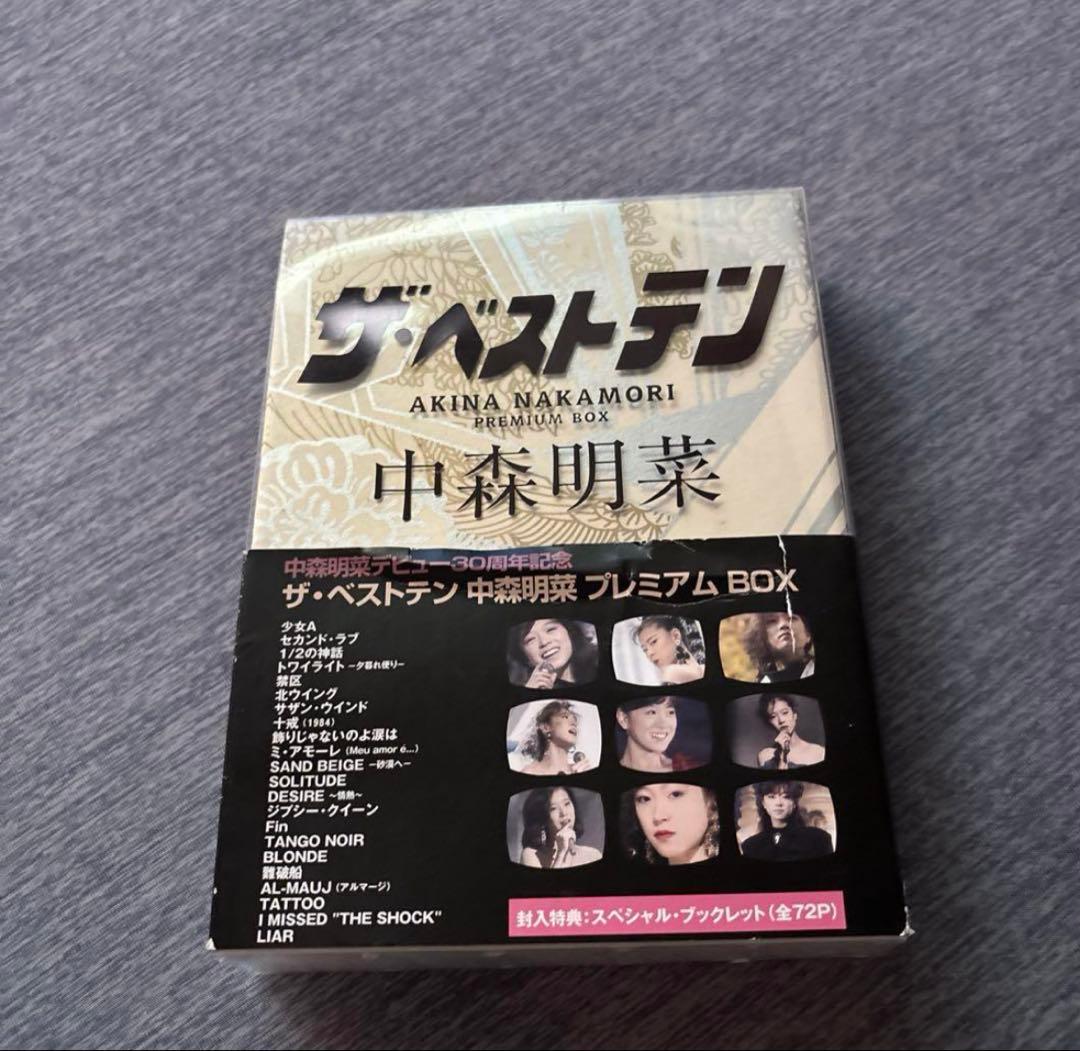 ザ・ベストテン
AKINA NAKAMORI
PREMIUM BOX
中森明菜
中森明菜デビュー30周年記念
ザ・ベストテン 中森明菜 プレミアム BOX
少女A
セカンド・ラブ
1/2の神話
トワイライト -夕暮れ便り-
禁区
北ウイング
サザン・ウインド
十戒 (1984)
飾りじゃないのよ涙は
ミ・アモーレ (Meu amor é...)
SAND BEIGE -砂漠へ-
SOLITUDE
DESIRE ～情熱～
ジプシー・クイーン
Fin
TANGO NOIR
BLONDE
難破船
AL-MAUJ (アルマージ)
TATTOO
I MISSED "THE SHOCK"
LIAR
封入特典：スペシャル・ブックレット(全72P)